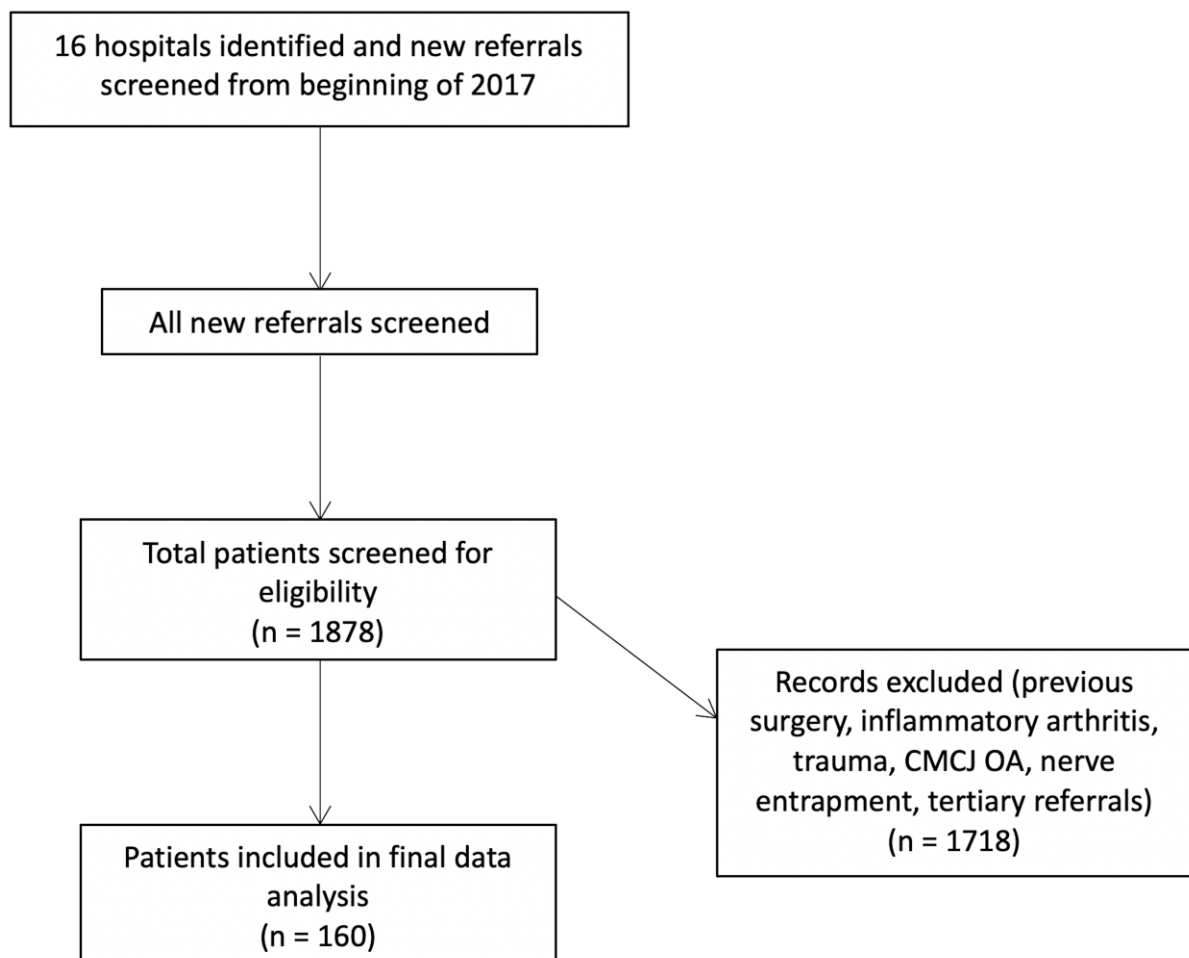 16 hospitals identified and new referrals
screened from beginning of 2017
All new referrals screened
Total patients screened for
eligibility
(n = 1878)
Records excluded (previous
surgery, inflammatory arthritis,
trauma, CMCJ OA, nerve
entrapment, tertiary referrals)
(n = 1718)
Patients included in final data
analysis
(n = 160)